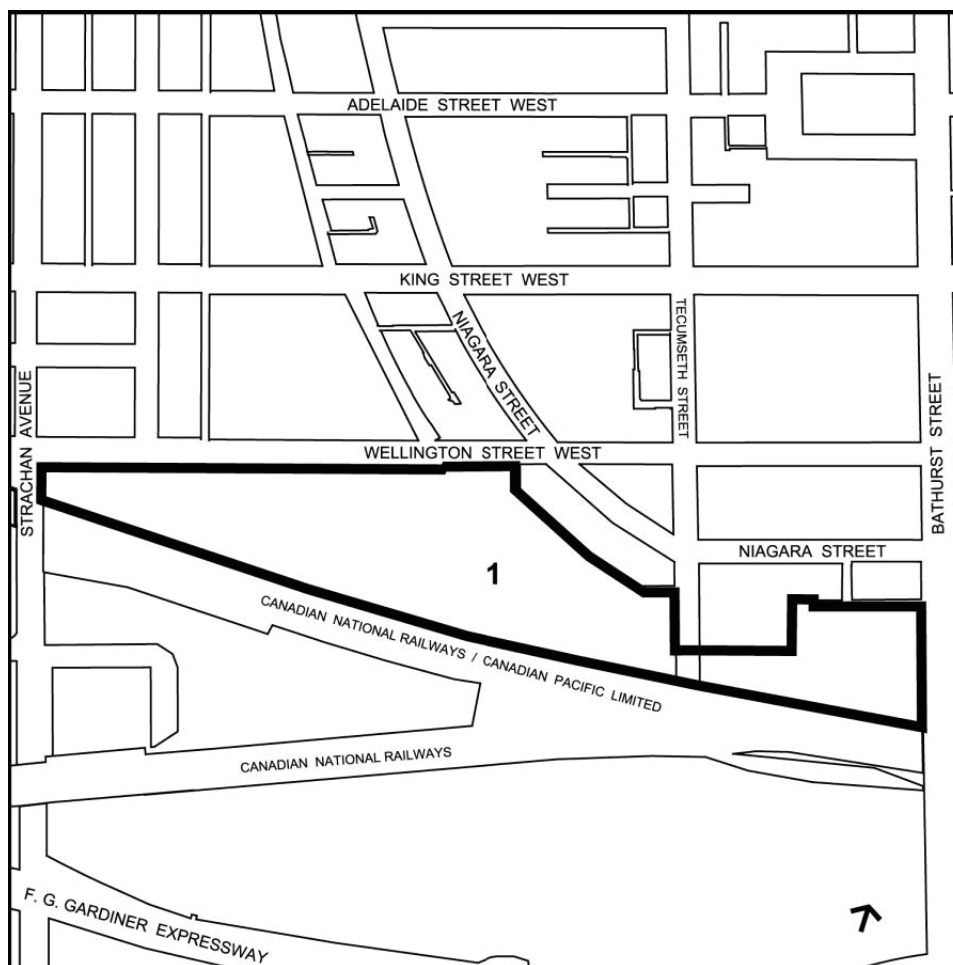 ADELAIDE STREET WEST
KING STREET WEST
NIAGARA STREET
TECUMSETH STREET
STRACHAN AVENUE
BATHURST STREET
WELLINGTON STREET WEST
NIAGARA STREET
1
CANADIAN NATIONAL RAILWAYS / CANADIAN PACIFIC LIMITED
CANADIAN NATIONAL RAILWAYS
F. G. GARDINER EXPRESSWAY